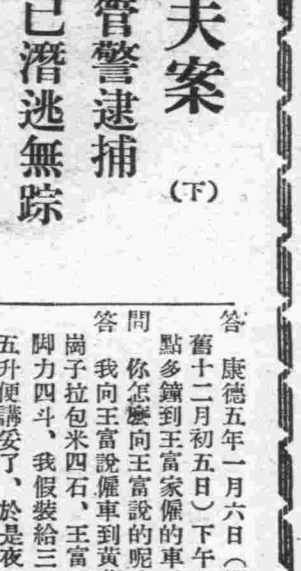 夫案
(下)
管警逮捕
已潛逃無踪
答 康德五年一月六日(
舊十二月初五日)下午
點多鐘到王富家僱的車
問 你怎麽向王富說的呢
答 我向王富說僱車到黃
崗子拉包米四石、王富
脚力四斗、我假裝給三
五升便講妥了、於是夜